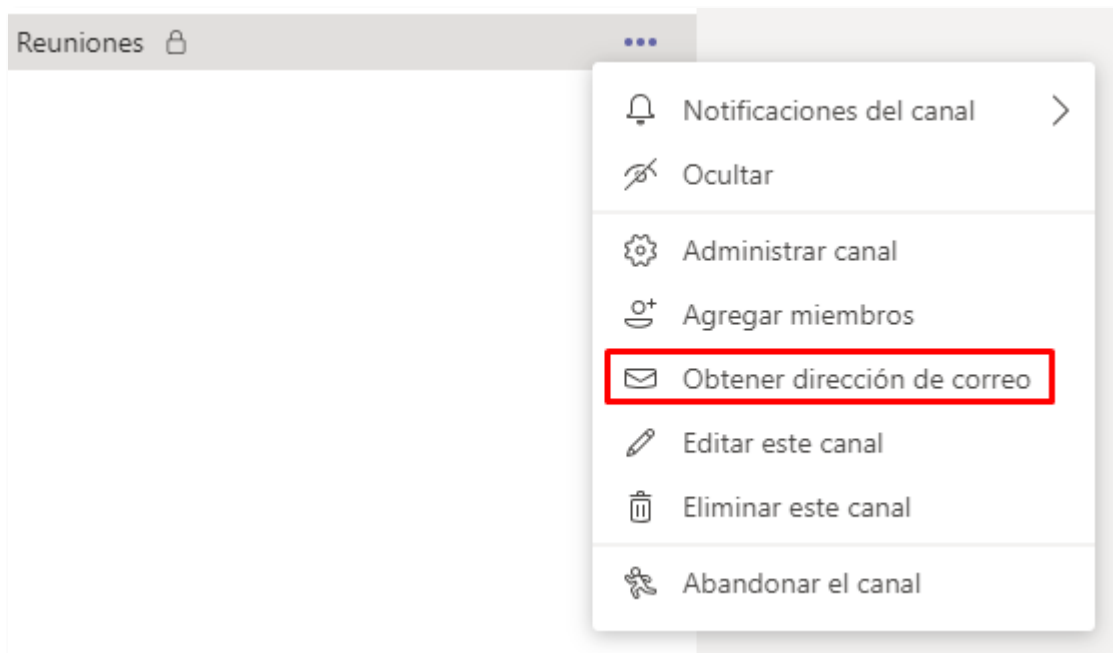 Reuniones
Notificaciones del canal
Ocultar
Administrar canal
Agregar miembros
Obtener dirección de correo
Editar este canal
Eliminar este canal
Abandonar el canal